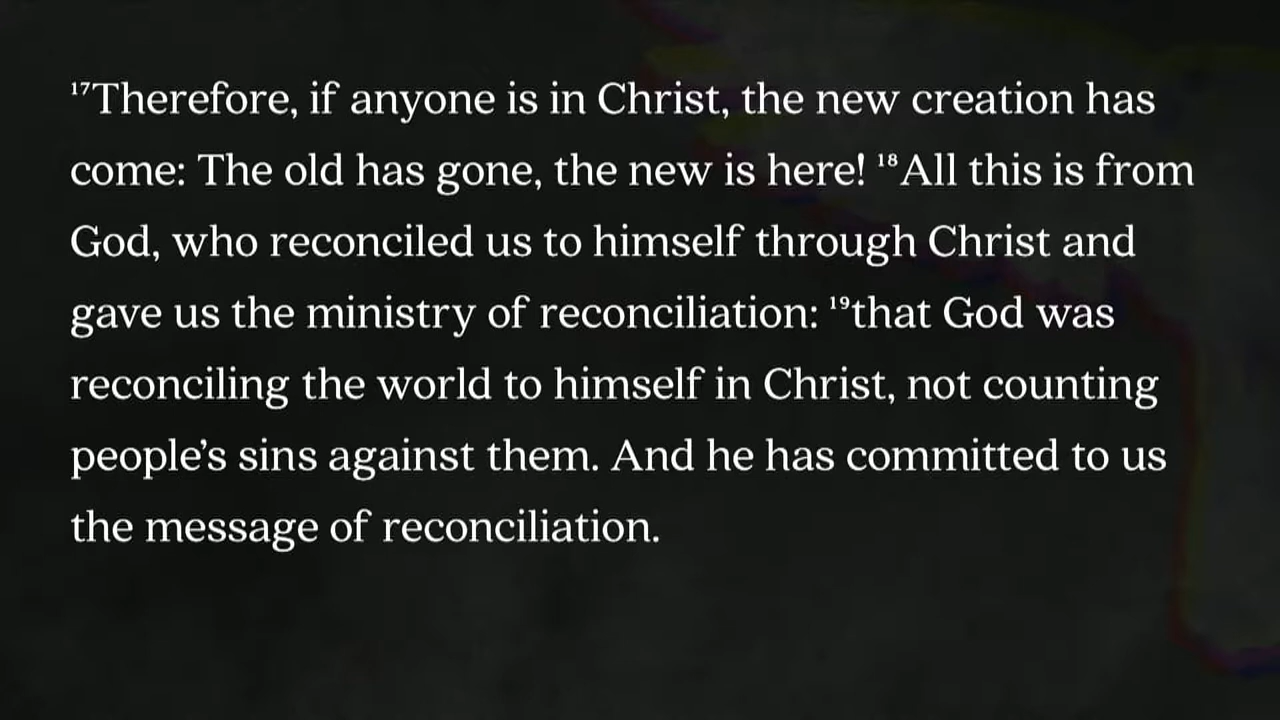 ¹⁷Therefore, if anyone is in Christ, the new creation has
come: The old has gone, the new is here! ¹⁸All this is from
God, who reconciled us to himself through Christ and
gave us the ministry of reconciliation: ¹⁹that God was
reconciling the world to himself in Christ, not counting
people’s sins against them. And he has committed to us
the message of reconciliation.